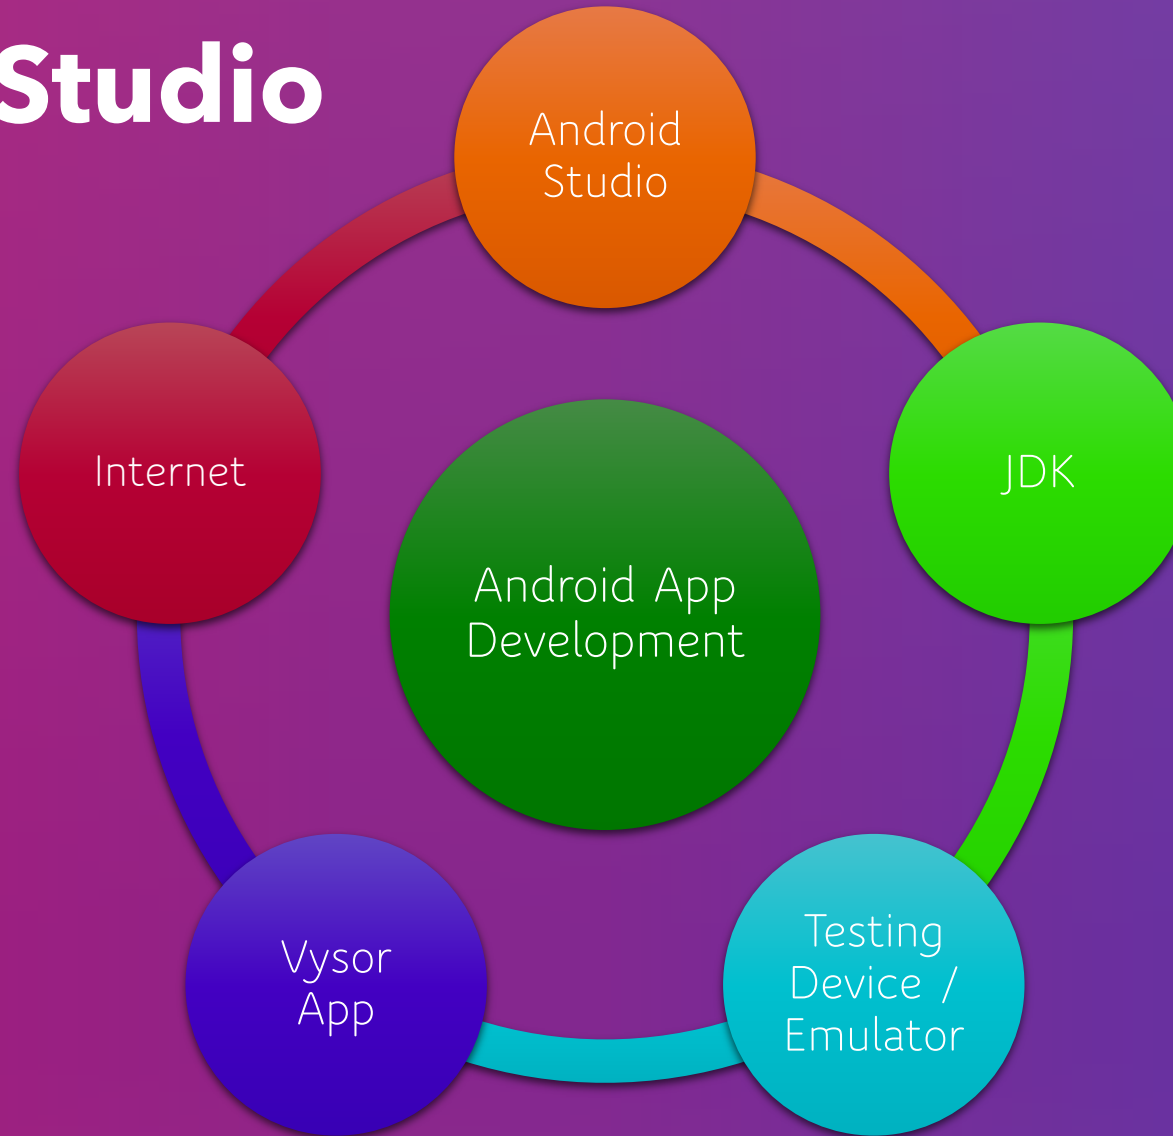 Studio
Android
Studio
Internet
JDK
Android App
Development
Vysor
App
Testing
Device /
Emulator